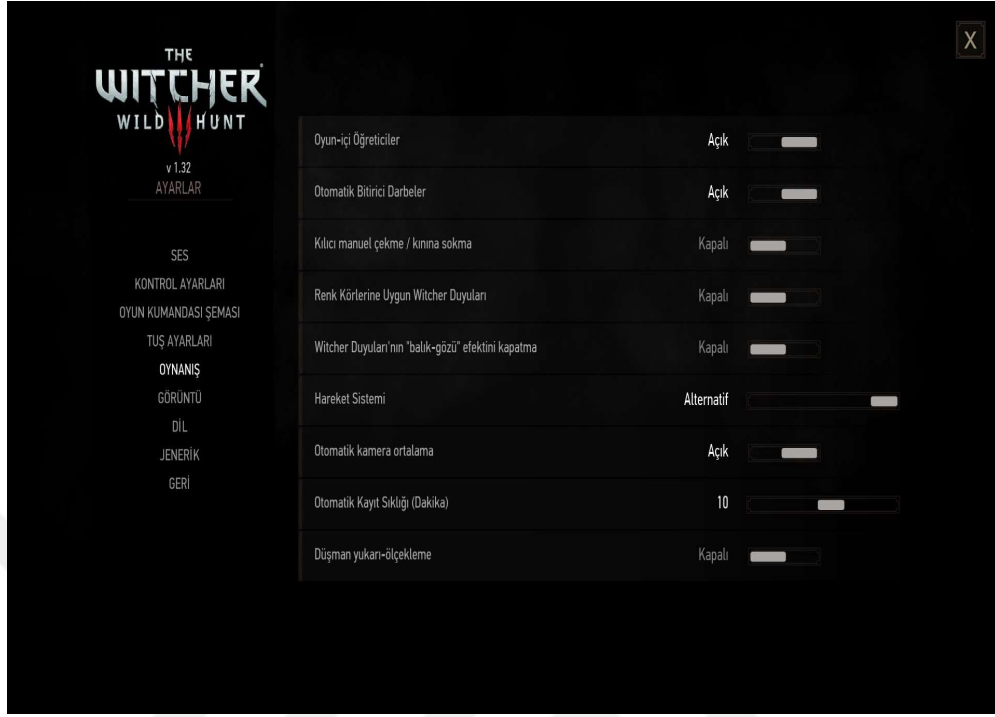 THE
WITCHER
WILD HUNT
v 1.32
AYARLAR
SES
KONTROL AYARLARI
OYUN KUMANDASI ŞEMASI
TUŞ AYARLARI
OYNANIŞ
GÖRÜNTÜ
DİL
JENERİK
GERİ
X
Oyun-içi Öğreticiler Açık
Otomatik Bitirici Darbeler Açık
Kılıcı manuel çekme / kınına sokma Kapalı
Renk Körlerine Uygun Witcher Duyuları Kapalı
Witcher Duyuları'nın "balık-gözü" efektini kapatma Kapalı
Hareket Sistemi Alternatif
Otomatik kamera ortalama Açık
Otomatik Kayıt Sıklığı (Dakika) 10
Düşman yukarı-ölçekleme Kapalı